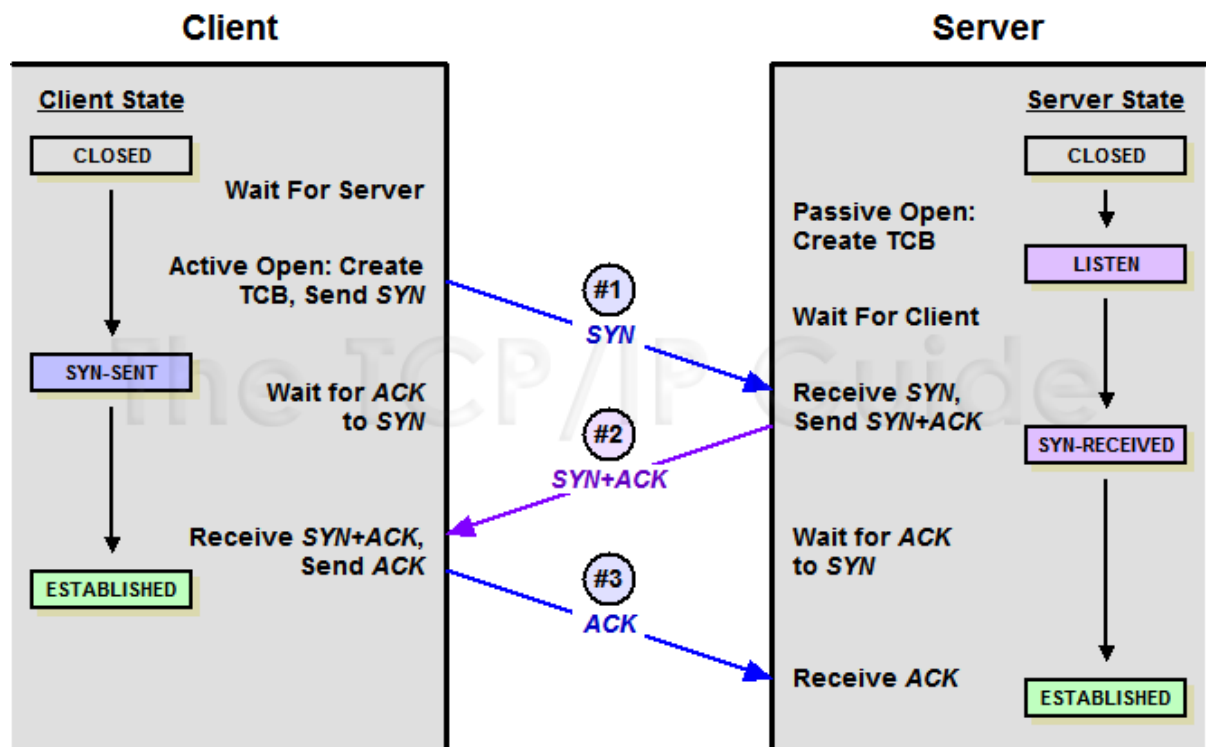 Client
Server
Client State
CLOSED
Wait For Server
Active Open: Create
TCB, Send SYN
SYN-SENT
Wait for ACK
to SYN
Receive SYN+ACK,
Send ACK
ESTABLISHED
#1
SYN
#2
SYN+ACK
#3
ACK
Server State
CLOSED
Passive Open:
Create TCB
LISTEN
Wait For Client
Receive SYN,
Send SYN+ACK
SYN-RECEIVED
Wait for ACK
to SYN
Receive ACK
ESTABLISHED
The TCP/IP Guide